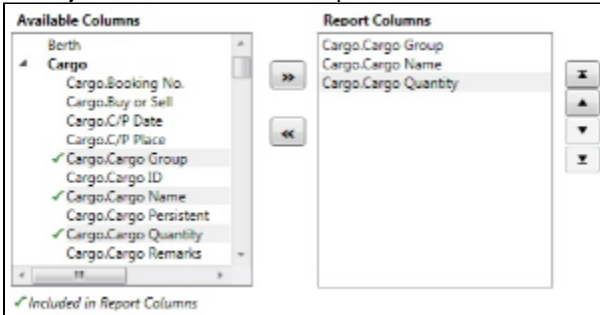 Available Columns
Berth
Cargo
Cargo.Booking No.
Cargo.Buy or Sell
Cargo.C/P Date
Cargo.C/P Place
✓Cargo.Cargo Group
Cargo.Cargo ID
✓Cargo.Cargo Name
Cargo.Cargo Persistent
✓Cargo.Cargo Quantity
Cargo.Cargo Remarks
✓Included in Report Columns
Report Columns
Cargo.Cargo Group
Cargo.Cargo Name
Cargo.Cargo Quantity